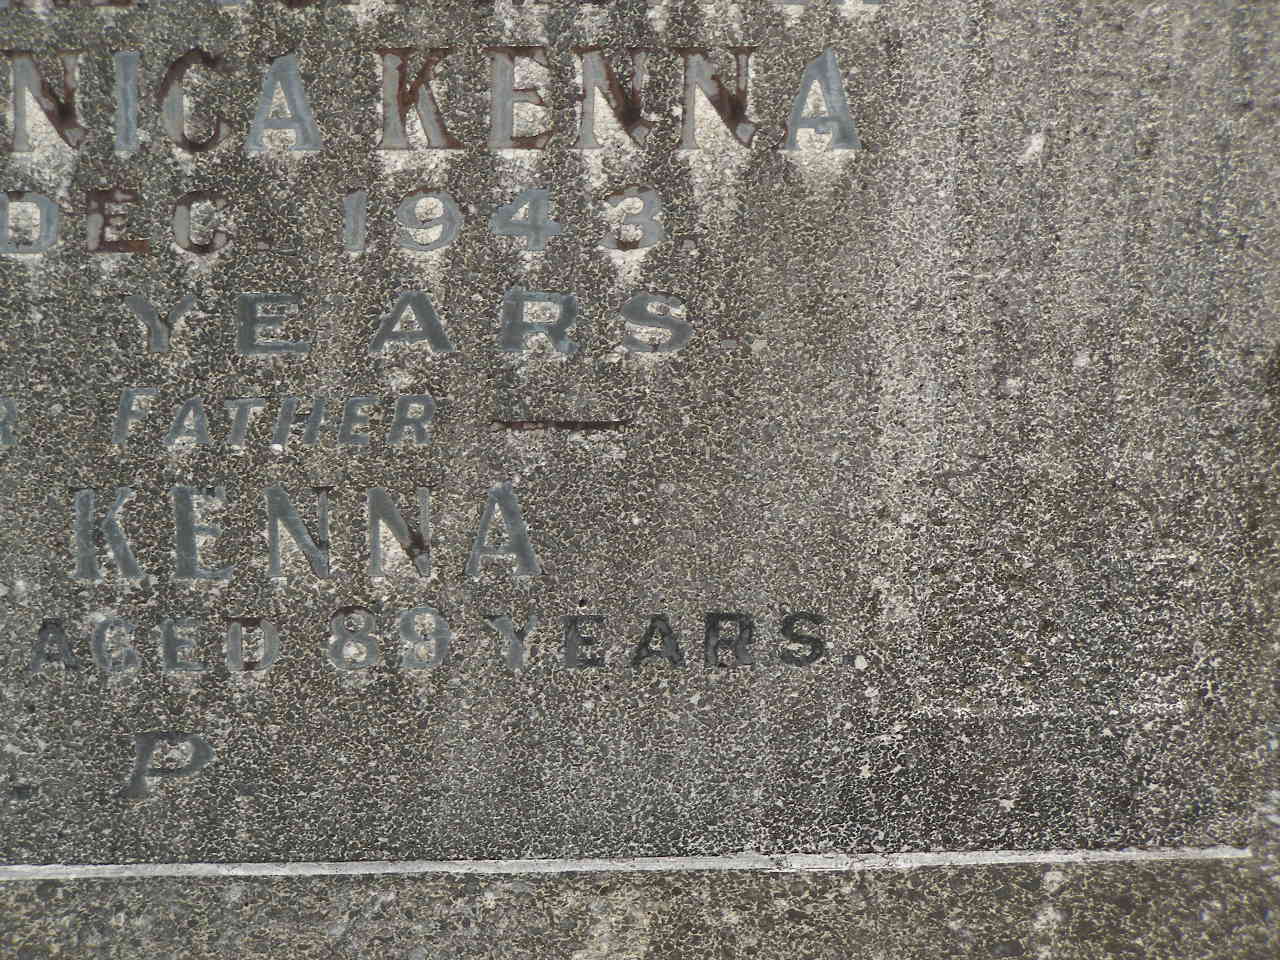 NICA KENNA
DEC. 1943.
YEARS.
R FATHER —
KENNA
AGED 89 YEARS.
. P.